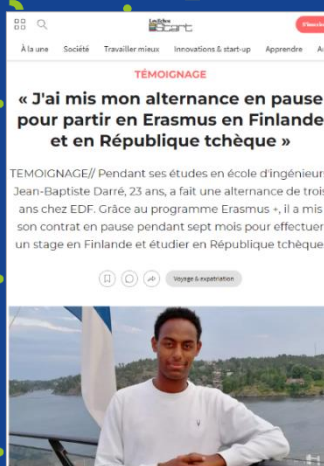 Les Echos
START
S'inscrire
À la une Société Travailler mieux Innovations & start-up Apprendre
TÉMOIGNAGE
« J'ai mis mon alternance en pause
pour partir en Erasmus en Finlande
et en République tchèque »
TEMOIGNAGE// Pendant ses études en école d'ingénieurs
Jean-Baptiste Darré, 23 ans, a fait une alternance de trois
ans chez EDF. Grâce au programme Erasmus +, il a mis
son contrat en pause pendant sept mois pour effectuer
un stage en Finlande et étudier en République tchèque
Voyage & expatriation